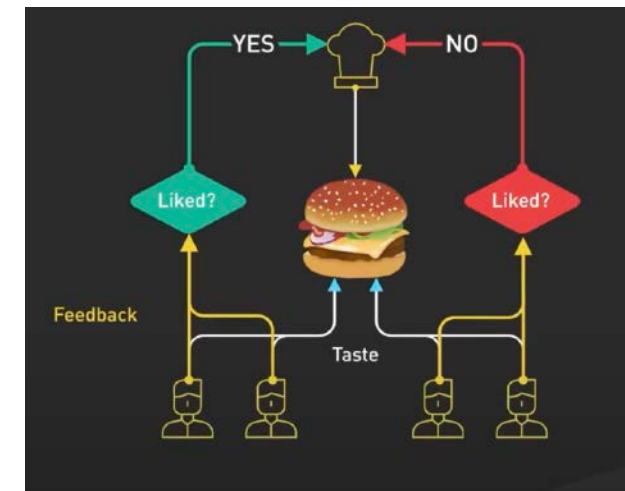 YES
NO
Liked?
Liked?
Feedback
Taste